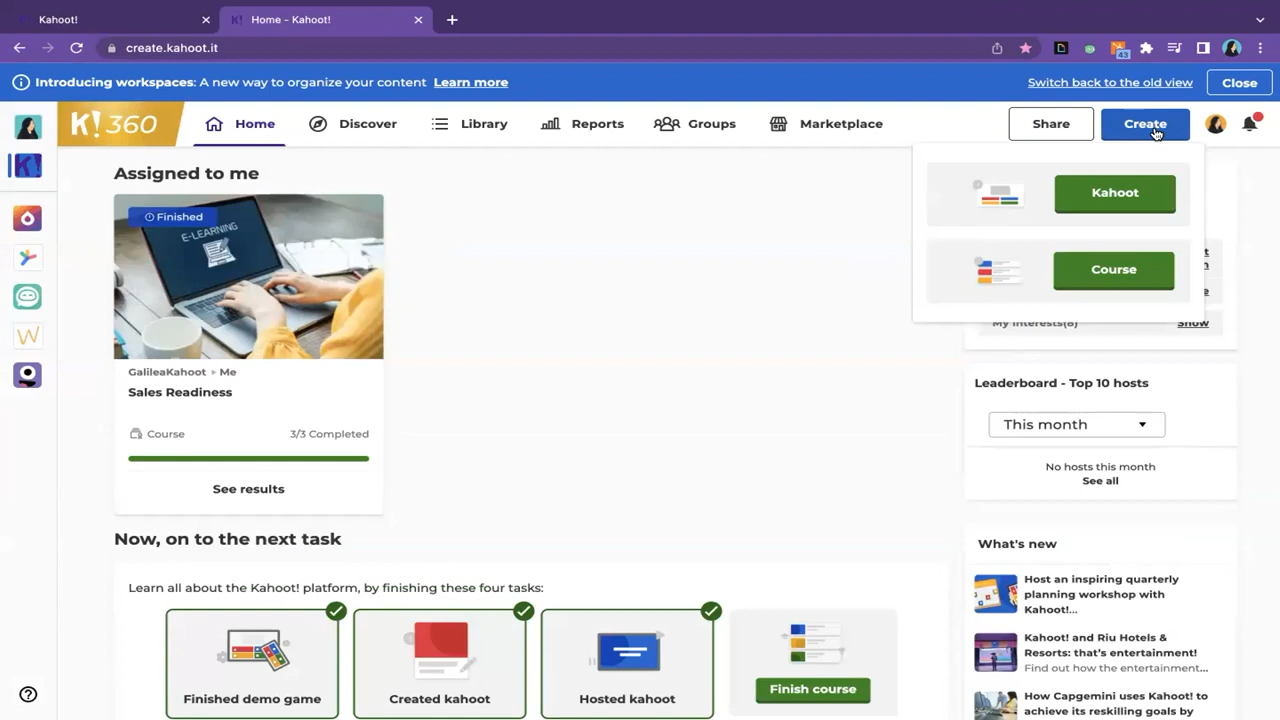 Kahoot!
Home - Kahoot!
create.kahoot.it
43
Introducing workspaces: A new way to organize your content Learn more
Switch back to the old view
Close
K! 360
Home
Discover
Library
Reports
Groups
Marketplace
Share
Create
Kahoot
Course
My interests(8)
Show
Assigned to me
Finished
E-LEARNING
GalileaKahoot ▸ Me
Sales Readiness
Course
3/3 Completed
See results
Leaderboard - Top 10 hosts
This month
No hosts this month
See all
Now, on to the next task
Learn all about the Kahoot! platform, by finishing these four tasks:
Finished demo game
Created kahoot
Hosted kahoot
Finish course
What's new
Host an inspiring quarterly
planning workshop with
Kahoot!...
Kahoot! and Riu Hotels &
Resorts: that's entertainment!
Find out how the entertainment...
How Capgemini uses Kahoot! to
achieve its reskilling goals by